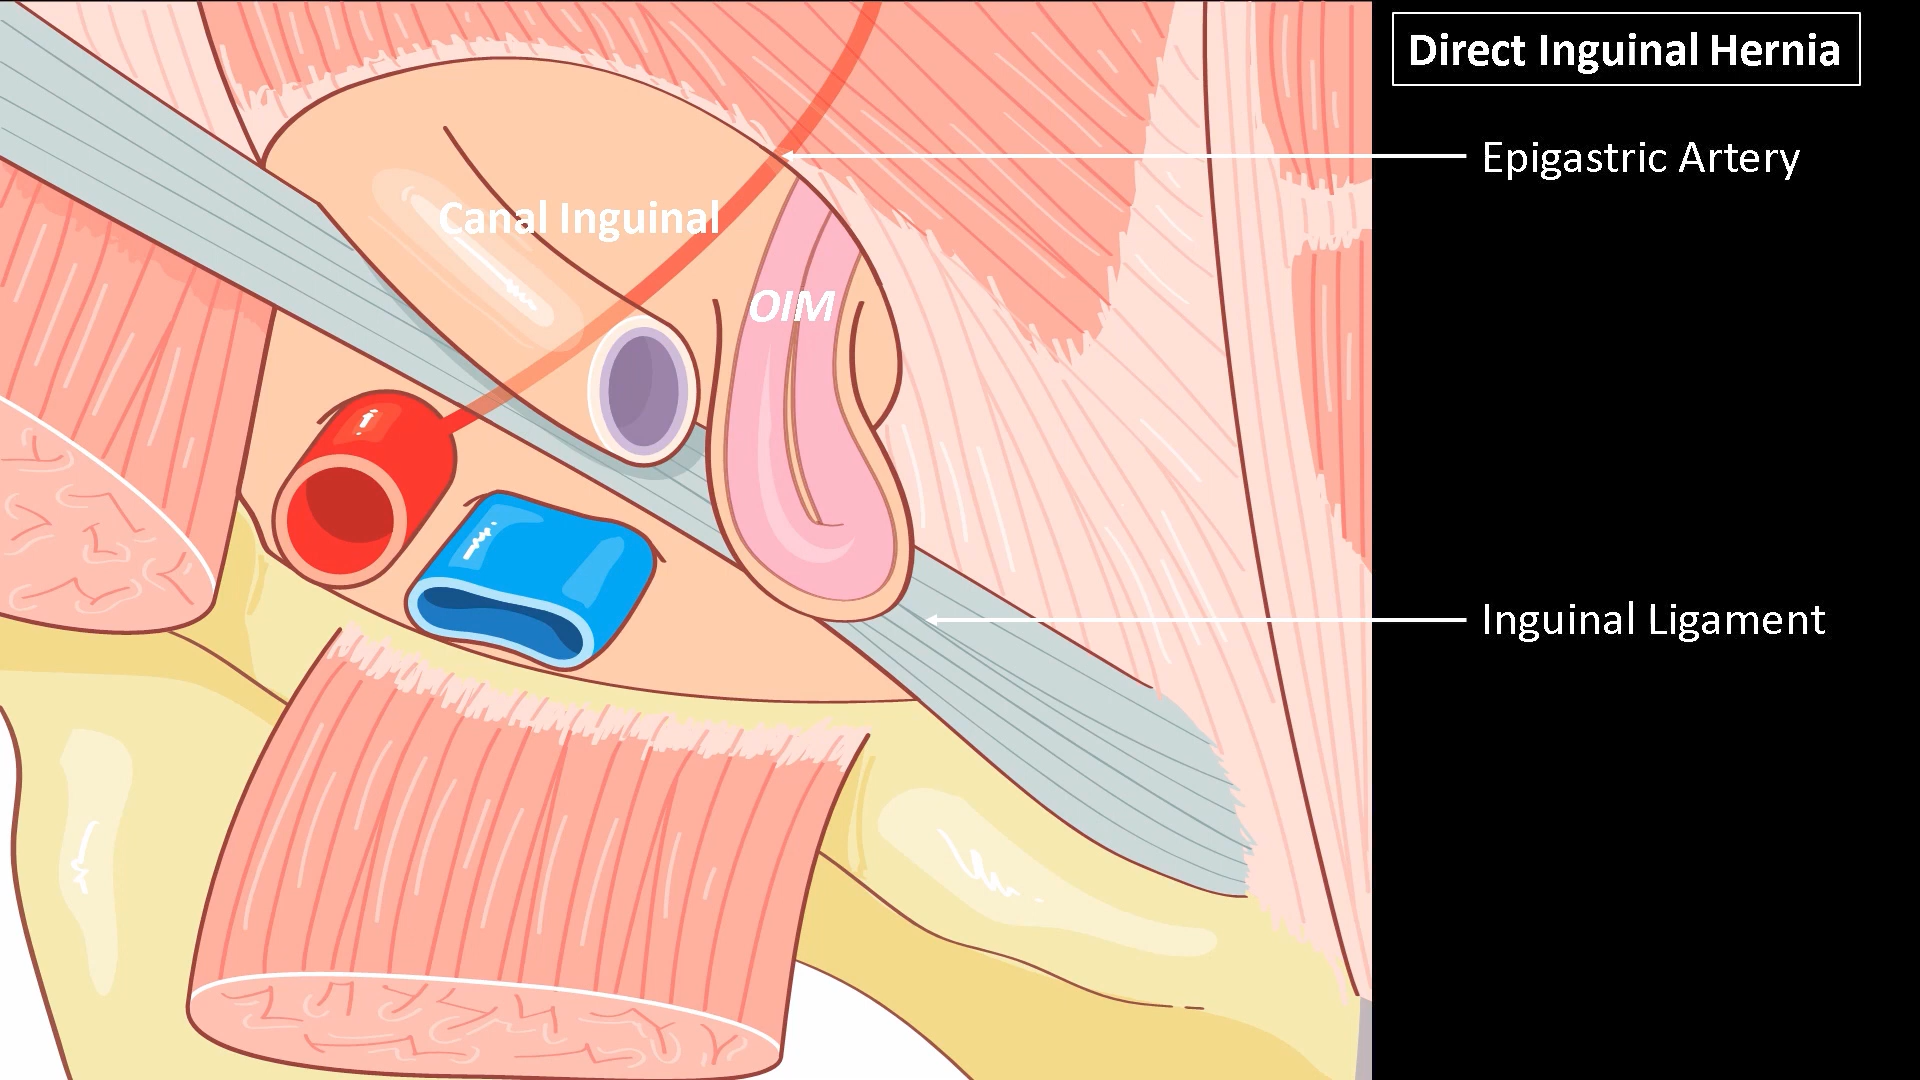 Direct Inguinal Hernia
Epigastric Artery
Canal Inguinal
OIM
Inguinal Ligament